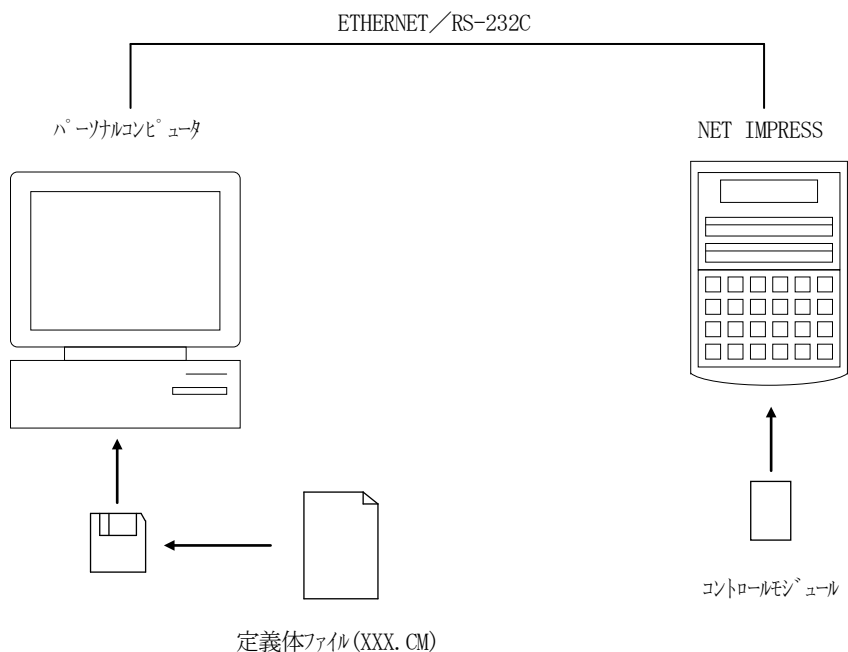 ETHERNET／RS-232C
ﾊﾟｰｿﾅﾙｺﾝﾋﾟｭｰﾀ
NET IMPRESS
ｺﾝﾄﾛｰﾙﾓｼﾞｭｰﾙ
定義体ﾌｧｲﾙ(XXX.CM)